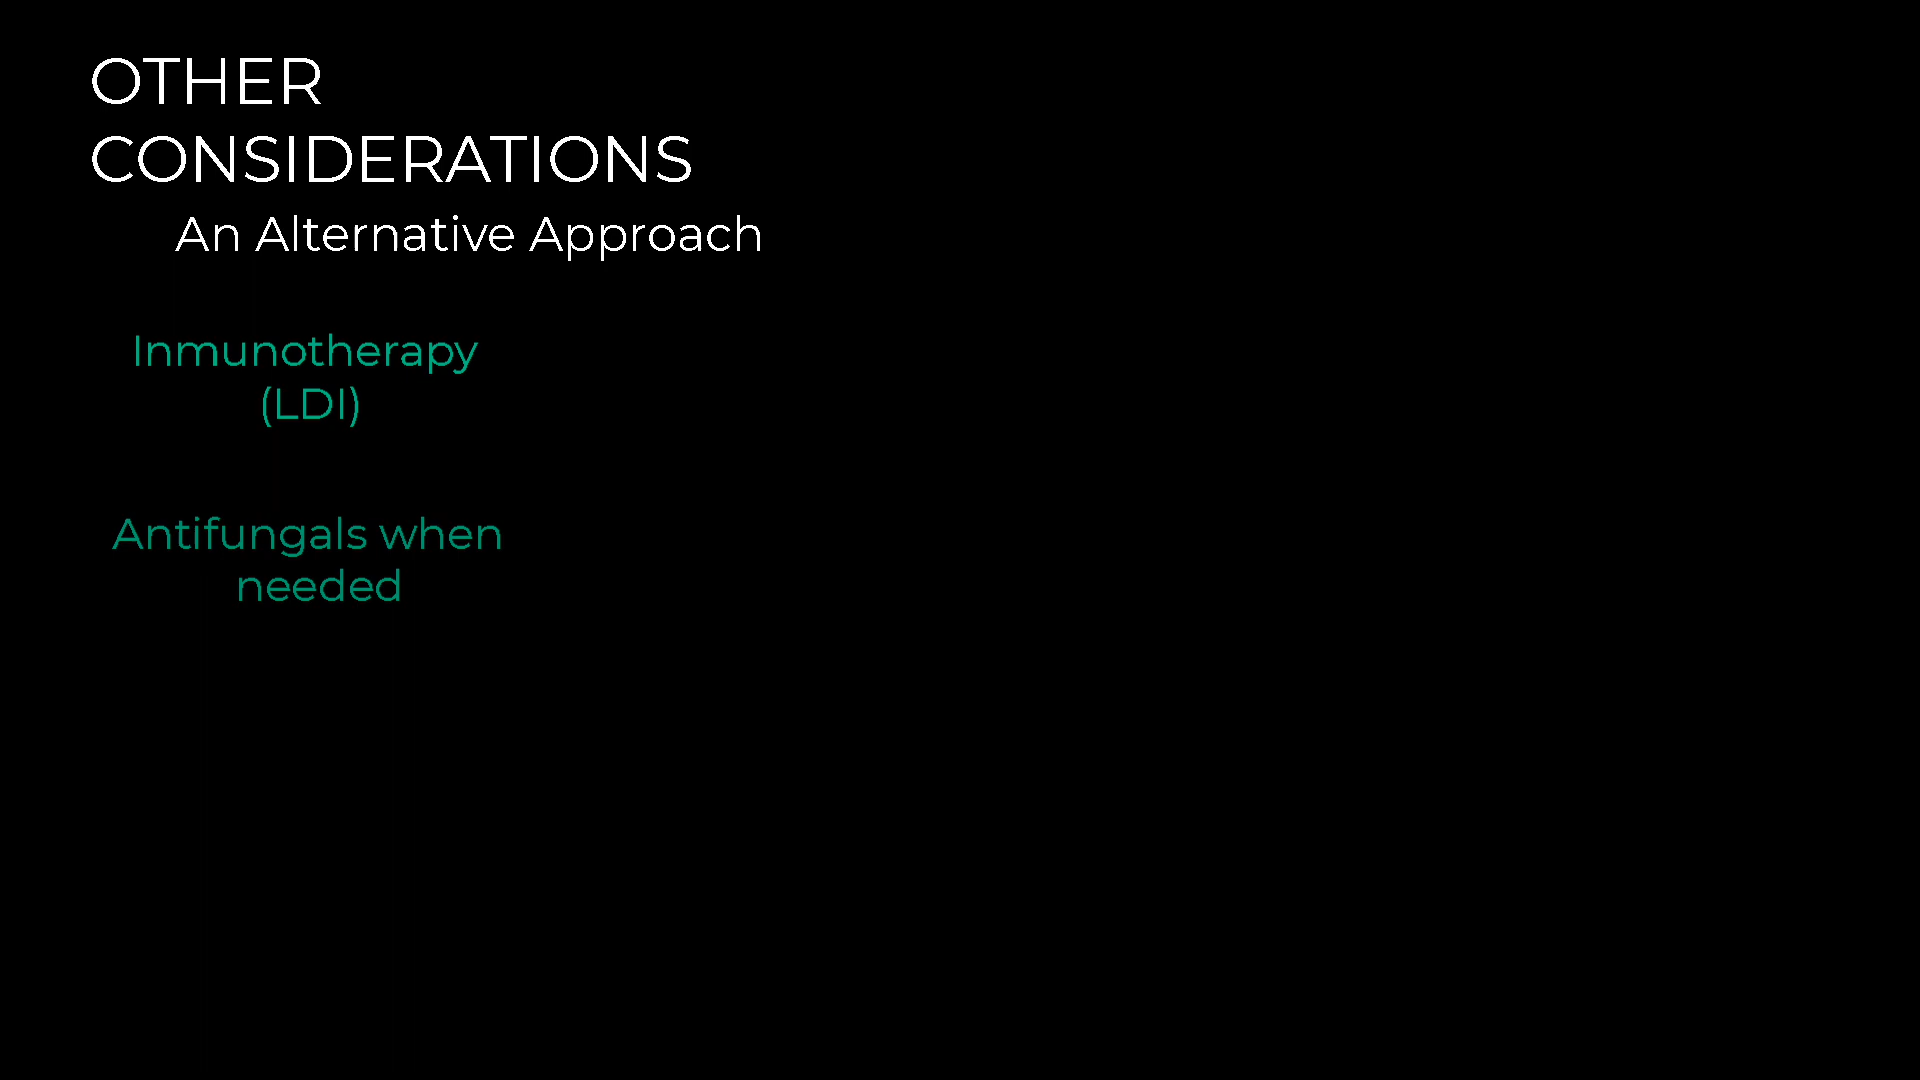 OTHER
CONSIDERATIONS
An Alternative Approach
Inmunotherapy
(LDI)
Antifungals when
needed